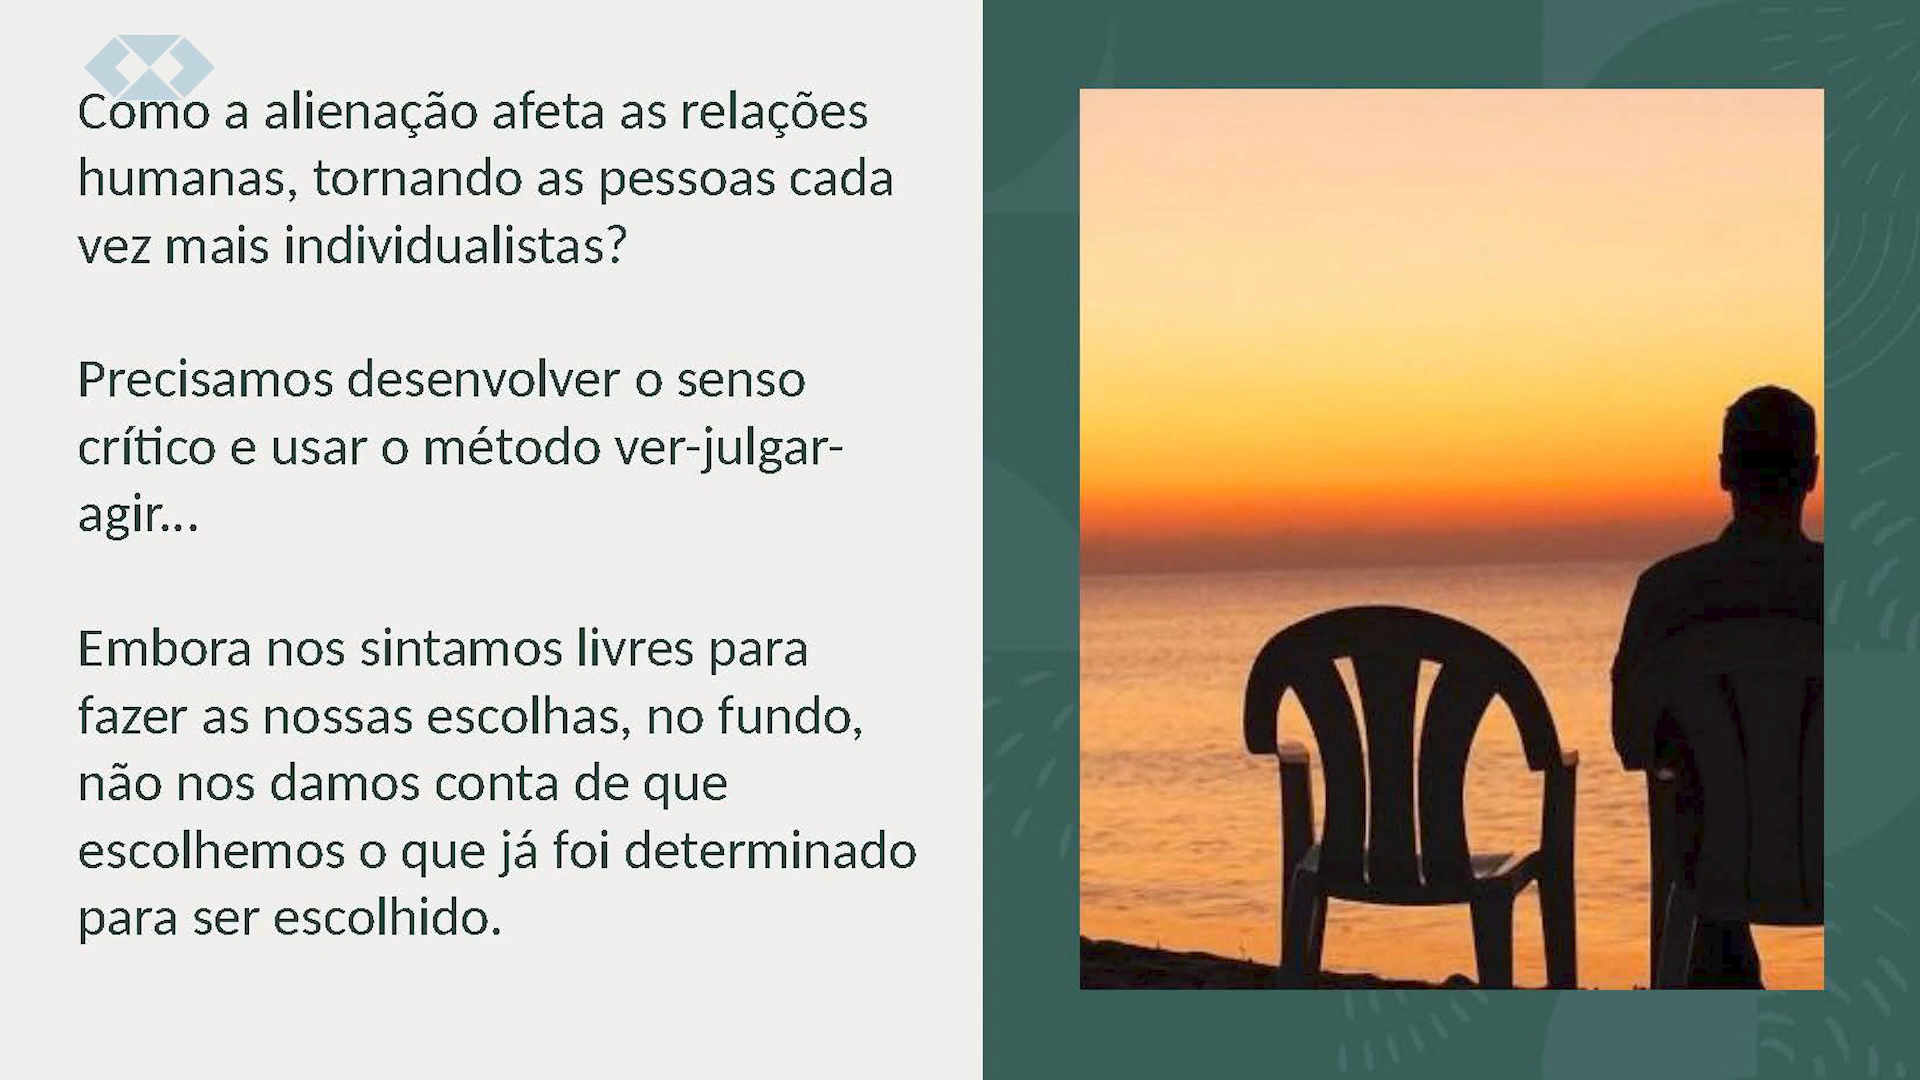 Como a alienação afeta as relações
humanas, tornando as pessoas cada
vez mais individualistas?
Precisamos desenvolver o senso
crítico e usar o método ver-julgar-
agir...
Embora nos sintamos livres para
fazer as nossas escolhas, no fundo,
não nos damos conta de que
escolhemos o que já foi determinado
para ser escolhido.